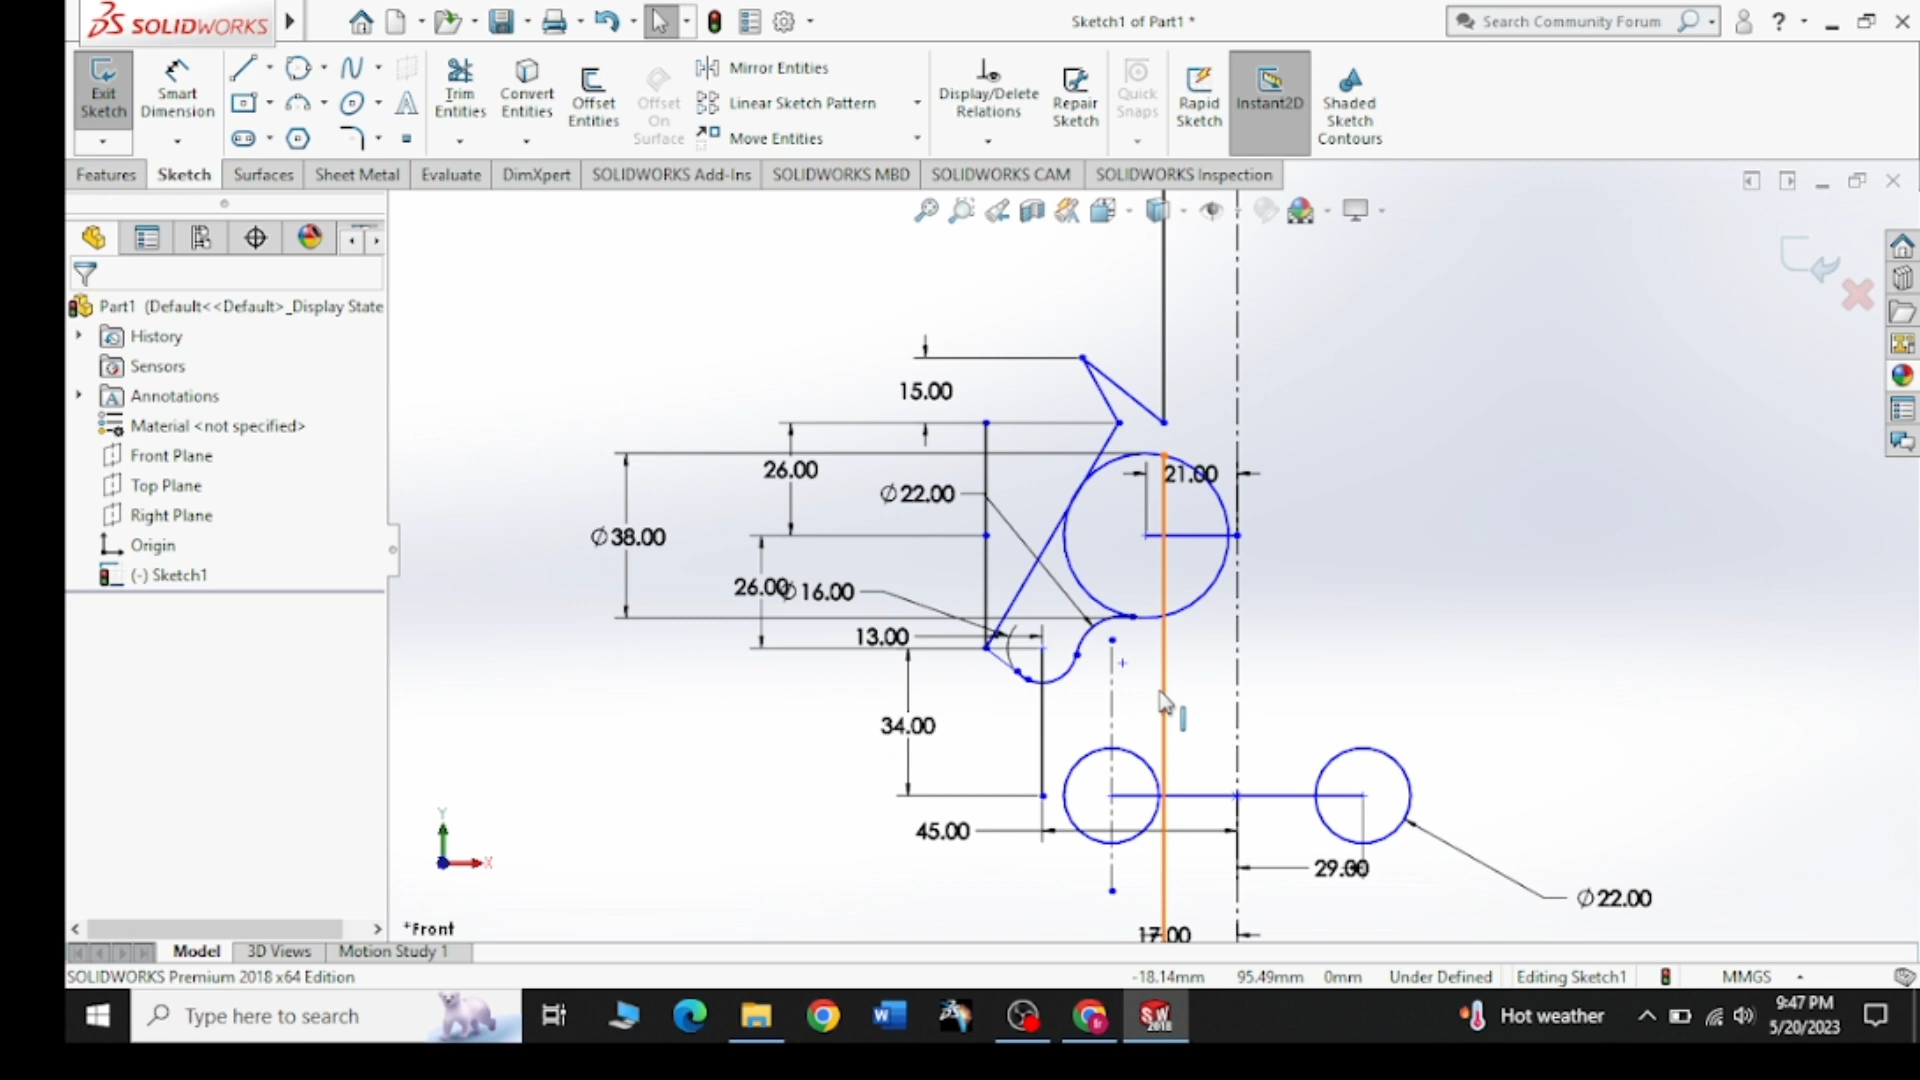 SOLIDWORKS
Sketch1 of Part1 *
Search Community Forum
?
Exit Sketch
Smart Dimension
Trim Entities
Convert Entities
Offset Entities
Offset On Surface
Mirror Entities
Linear Sketch Pattern
Move Entities
Display/Delete Relations
Repair Sketch
Quick Snaps
Rapid Sketch
Instant2D
Shaded Sketch Contours
Features
Sketch
Surfaces
Sheet Metal
Evaluate
DimXpert
SOLIDWORKS Add-Ins
SOLIDWORKS MBD
SOLIDWORKS CAM
SOLIDWORKS Inspection
Part1 (Default<<Default>_Display State
History
Sensors
Annotations
Material <not specified>
Front Plane
Top Plane
Right Plane
Origin
(-) Sketch1
15.00
26.00
21.00
∅22.00
∅38.00
26.00
∅16.00
13.00
34.00
45.00
29.00
∅22.00
17.00
Y
X
*Front
Model
3D Views
Motion Study 1
SOLIDWORKS Premium 2018 x64 Edition
-18.14mm
95.49mm
0mm
Under Defined
Editing Sketch1
MMGS
Type here to search
Hot weather
9:47 PM
5/20/2023